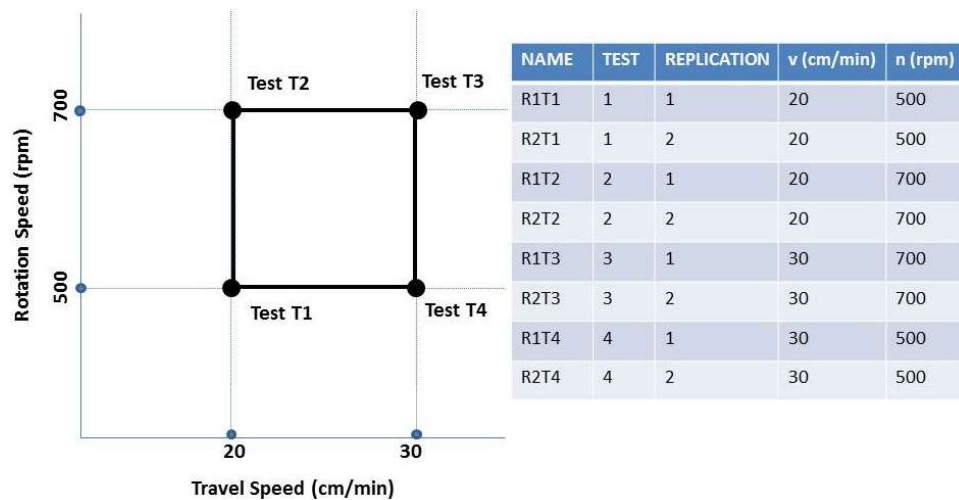 Test T2
Test T3
700
Rotation Speed (rpm)
500
Test T1
Test T4
20
30
Travel Speed (cm/min)
NAME TEST REPLICATION v (cm/min) n (rpm)
R1T1 1 1 20 500
R2T1 1 2 20 500
R1T2 2 1 20 700
R2T2 2 2 20 700
R1T3 3 1 30 700
R2T3 3 2 30 700
R1T4 4 1 30 500
R2T4 4 2 30 500